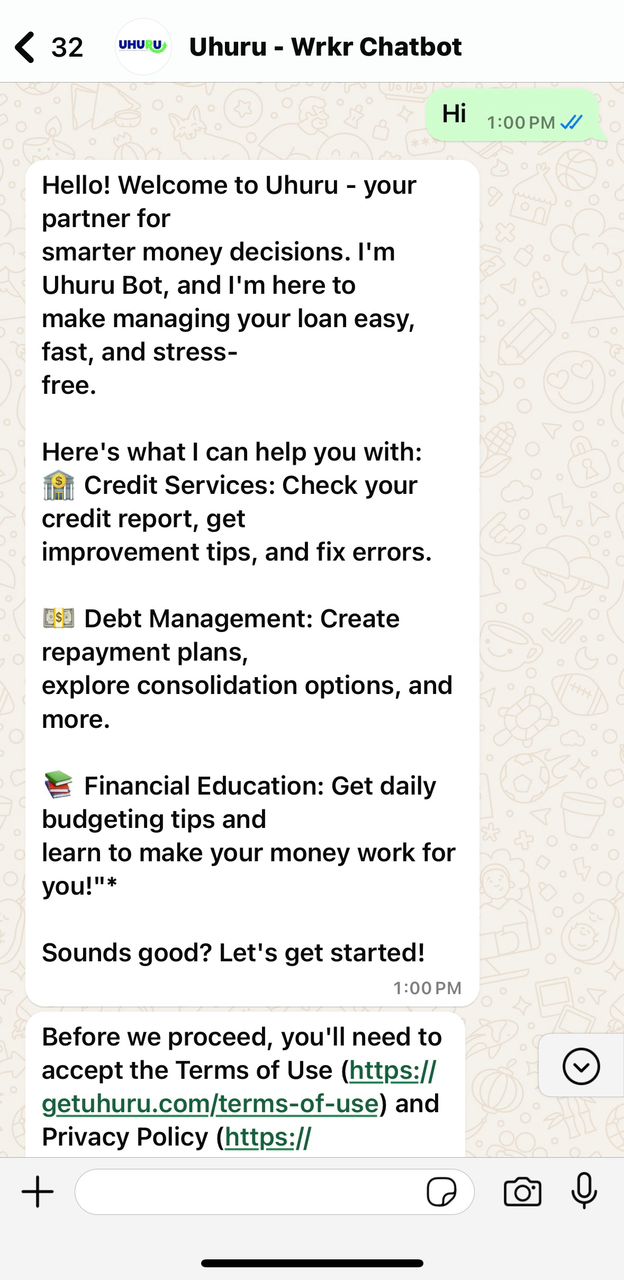 32
UHURU
Uhuru - Wrkr Chatbot
Hi
1:00 PM
Hello! Welcome to Uhuru - your
partner for
smarter money decisions. I'm
Uhuru Bot, and I'm here to
make managing your loan easy,
fast, and stress-
free.
Here's what I can help you with:
🏦 Credit Services: Check your
credit report, get
improvement tips, and fix errors.
💵 Debt Management: Create
repayment plans,
explore consolidation options, and
more.
📚 Financial Education: Get daily
budgeting tips and
learn to make your money work for
you!"*
Sounds good? Let's get started!
1:00 PM
Before we proceed, you'll need to
accept the Terms of Use (https://
getuhuru.com/terms-of-use) and
Privacy Policy (https://